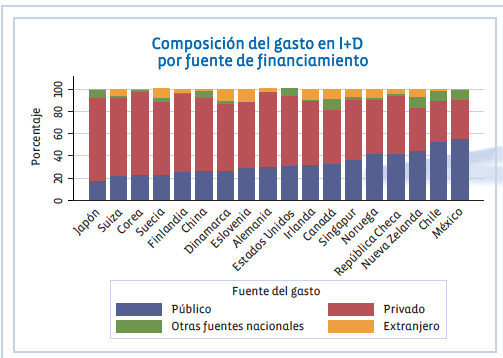 Composición del gasto en I+D
por fuente de financiamiento
Porcentaje
100
80
60
40
20
0
Japón
Suiza
Corea
Suecia
Finlandia
China
Dinamarca
Eslovenia
Alemania
Estados Unidos
Irlanda
Canadá
Singapur
Noruega
República Checa
Nueva Zelanda
Chile
México
Fuente del gasto
Público
Privado
Otras fuentes nacionales
Extranjero